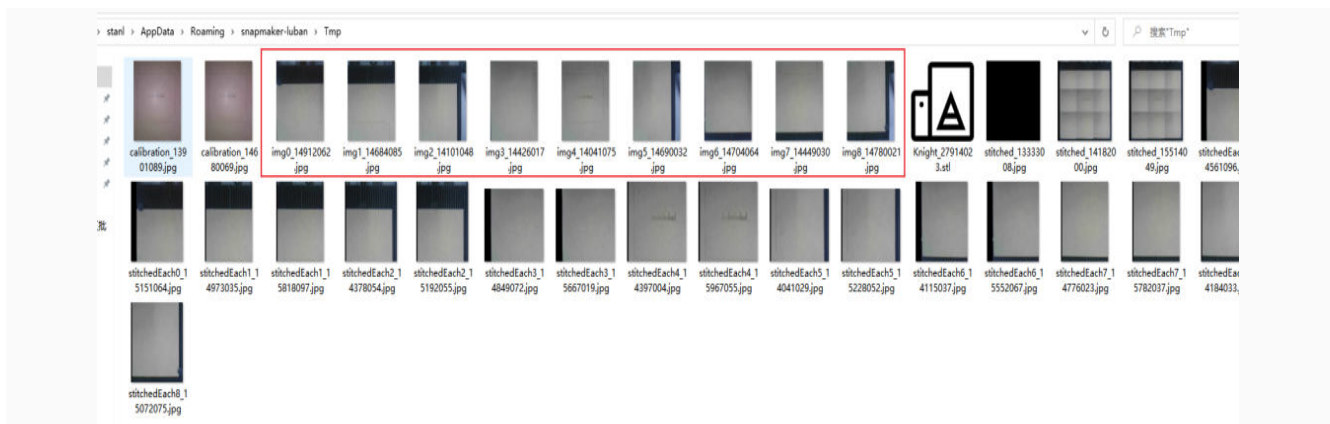 › stanl › AppData › Roaming › snapmaker-luban › Tmp
搜索"Tmp"
calibration_139 calibration_146 img0_14912062 img1_14684085 img2_14101048 img3_14426017 img4_14041075 img5_14690032 img6_14704064 img7_14449030 img8_14780021 Knight_2791402 stitched_133330 stitched_141820 stitched_155140 stitchedEac
01089.jpg 80069.jpg .jpg .jpg .jpg .jpg .jpg .jpg .jpg .jpg .jpg 3.stl 08.jpg 00.jpg 49.jpg 4561096.
stitchedEach0_1 stitchedEach1_1 stitchedEach1_1 stitchedEach2_1 stitchedEach2_1 stitchedEach3_1 stitchedEach3_1 stitchedEach4_1 stitchedEach4_1 stitchedEach5_1 stitchedEach5_1 stitchedEach6_1 stitchedEach6_1 stitchedEach7_1 stitchedEach7_1 stitchedEac
5151064.jpg 4973035.jpg 5818097.jpg 4378054.jpg 5192055.jpg 4849072.jpg 5667019.jpg 4397004.jpg 5967055.jpg 4041029.jpg 5228052.jpg 4115037.jpg 5552067.jpg 4776023.jpg 5782037.jpg 4184033.
stitchedEach8_1
5072075.jpg